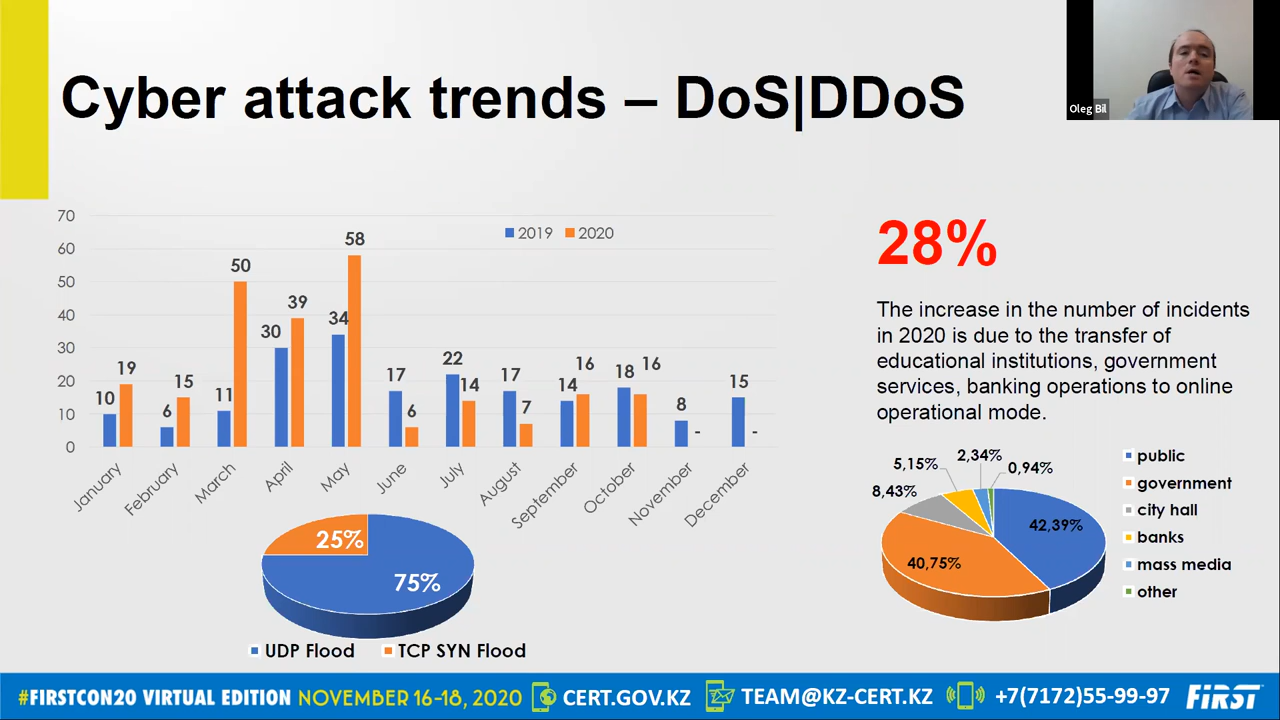 Cyber attack trends – DoS|DDoS
Oleg Bil
70
60
50
40
30
20
10
0
2019 2020
10 19
6 15
11 50
30 39
34 58
17 6
22 14
17 7
14 16
18 16
8 -
15 -
January February March April May June July August September October November December
25%
75%
UDP Flood TCP SYN Flood
28%
The increase in the number of incidents
in 2020 is due to the transfer of
educational institutions, government
services, banking operations to online
operational mode.
5,15% 2,34% 0,94%
8,43%
42,39%
40,75%
public
government
city hall
banks
mass media
other
#FIRSTCON20 VIRTUAL EDITION NOVEMBER 16-18, 2020 CERT.GOV.KZ TEAM@KZ-CERT.KZ +7(7172)55-99-97 FiRST